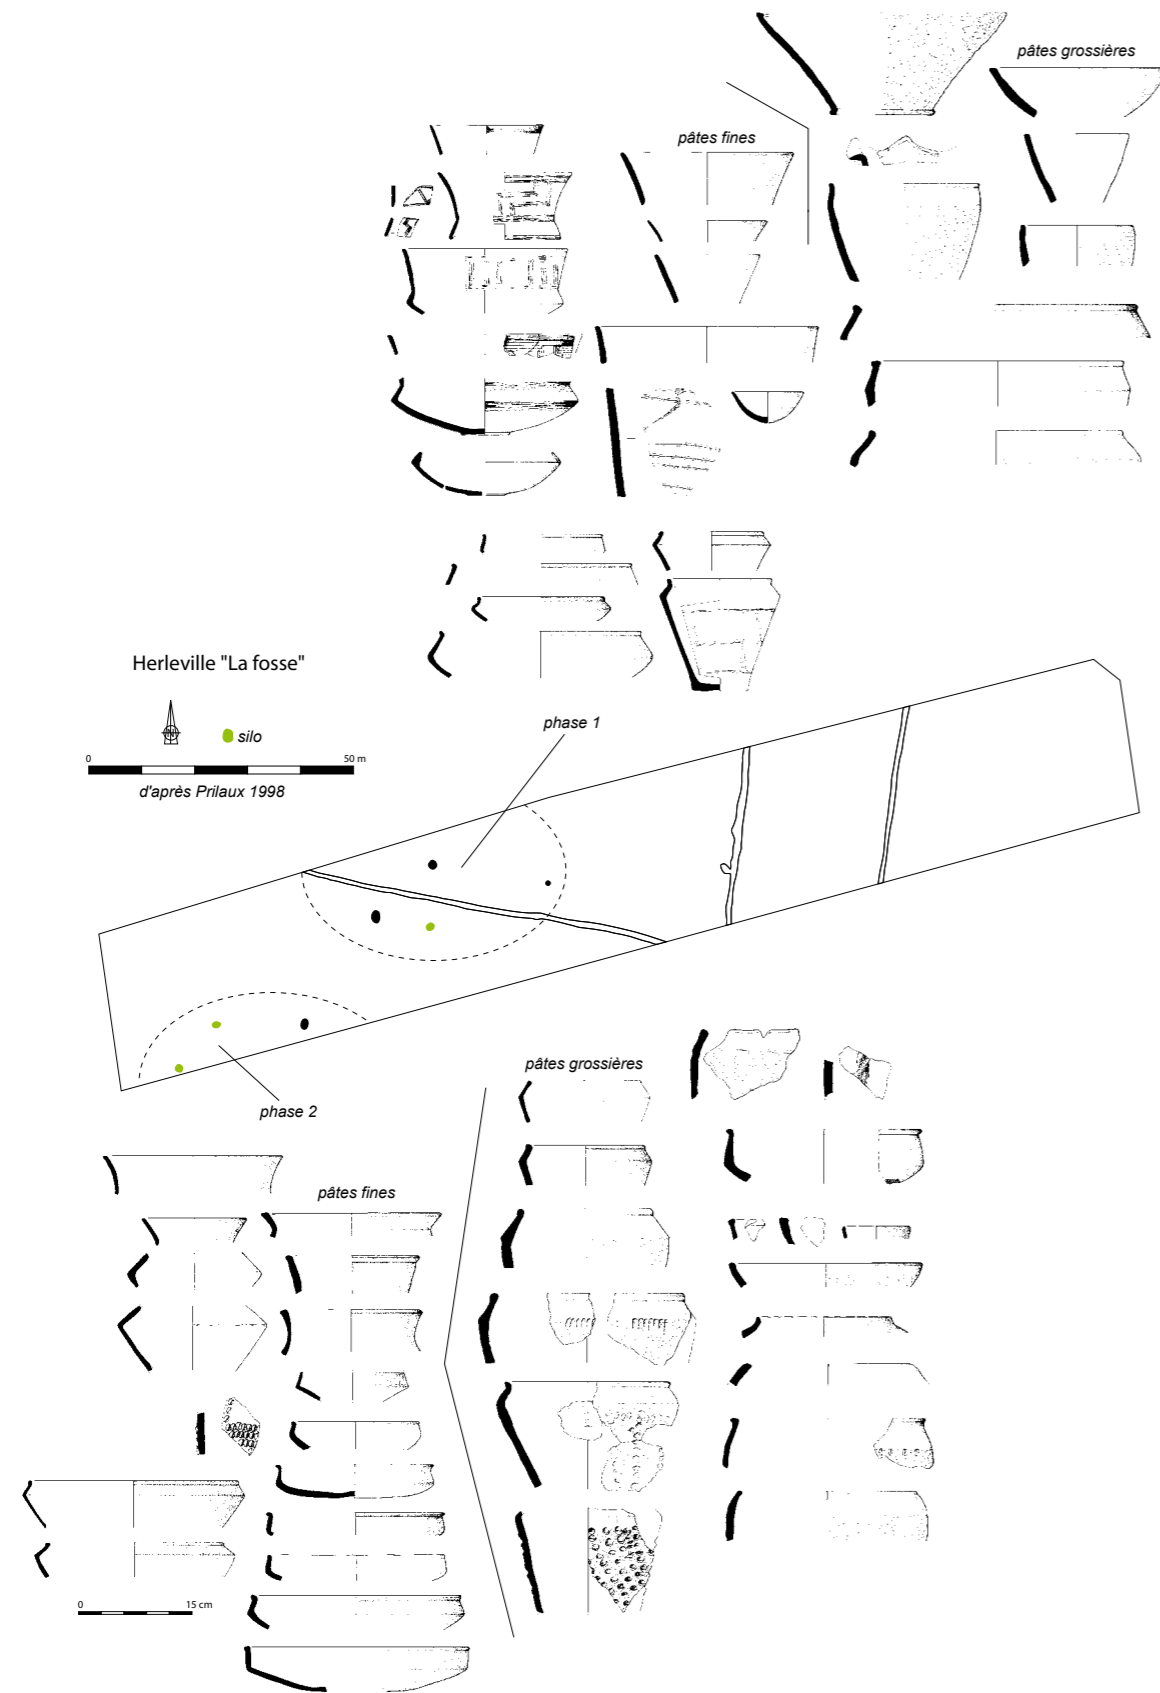 pâtes grossières
pâtes fines
Herleville "La fosse"
N
silo
0 50 m
d'après Prilaux 1998
phase 1
phase 2
pâtes grossières
pâtes fines
0 15 cm